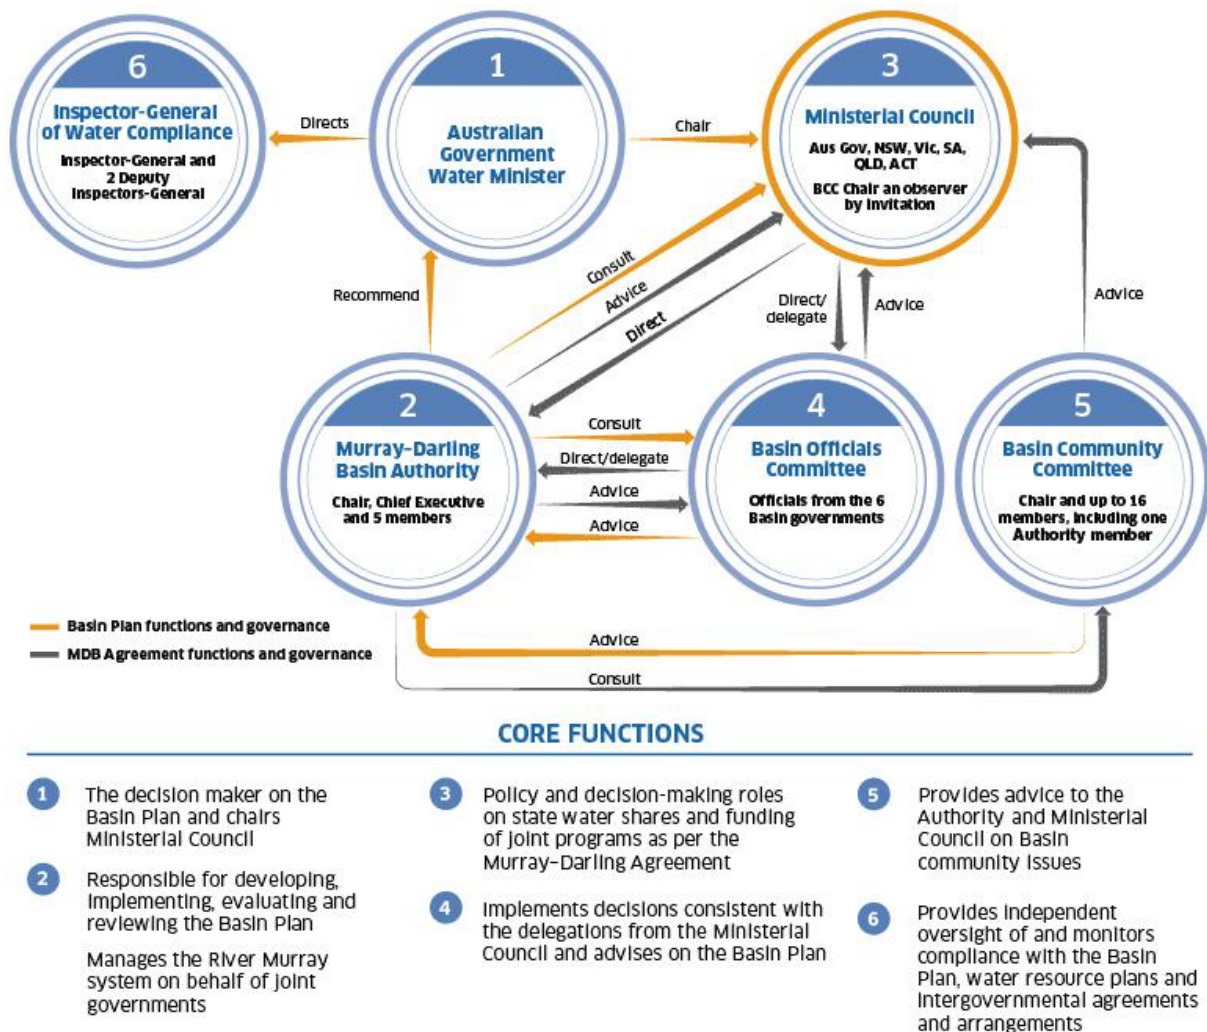 6
Inspector-General
of Water Compliance
Inspector-General and
2 Deputy
Inspectors-General
Directs
1
Australian
Government
Water Minister
Chair
3
Ministerial Council
Aus Gov, NSW, Vic, SA,
QLD, ACT
BCC Chair an observer
by invitation
Recommend
Consult
Advice
Direct
Direct/
delegate
Advice
Advice
2
Murray–Darling
Basin Authority
Chair, Chief Executive
and 5 members
Consult
Direct/delegate
Advice
Advice
4
Basin Officials
Committee
Officials from the 6
Basin governments
5
Basin Community
Committee
Chair and up to 16
members, including one
Authority member
Basin Plan functions and governance
MDB Agreement functions and governance
Advice
Consult
CORE FUNCTIONS
1
The decision maker on the
Basin Plan and chairs
Ministerial Council
2
Responsible for developing,
implementing, evaluating and
reviewing the Basin Plan
Manages the River Murray
system on behalf of joint
governments
3
Policy and decision-making roles
on state water shares and funding
of joint programs as per the
Murray–Darling Agreement
4
Implements decisions consistent with
the delegations from the Ministerial
Council and advises on the Basin Plan
5
Provides advice to the
Authority and Ministerial
Council on Basin
community issues
6
Provides independent
oversight of and monitors
compliance with the Basin
Plan, water resource plans and
intergovernmental agreements
and arrangements